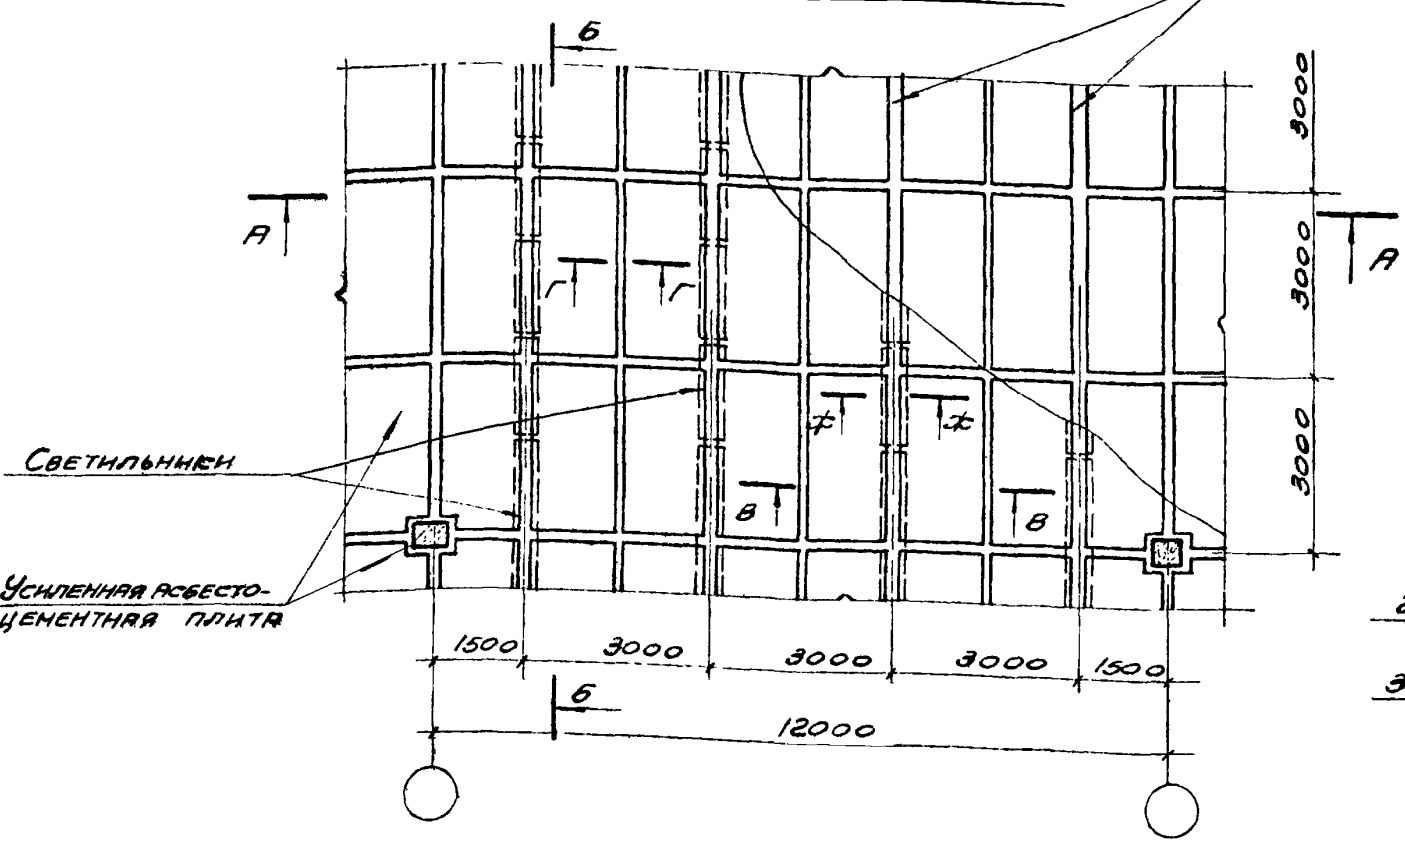 Б
3000
А
3000
А
Г Г
Светильники
Ж Ж
3000
В В
Усиленная асбесто-
цементная плита
1500 3000 3000 3000 1500
Б
12000